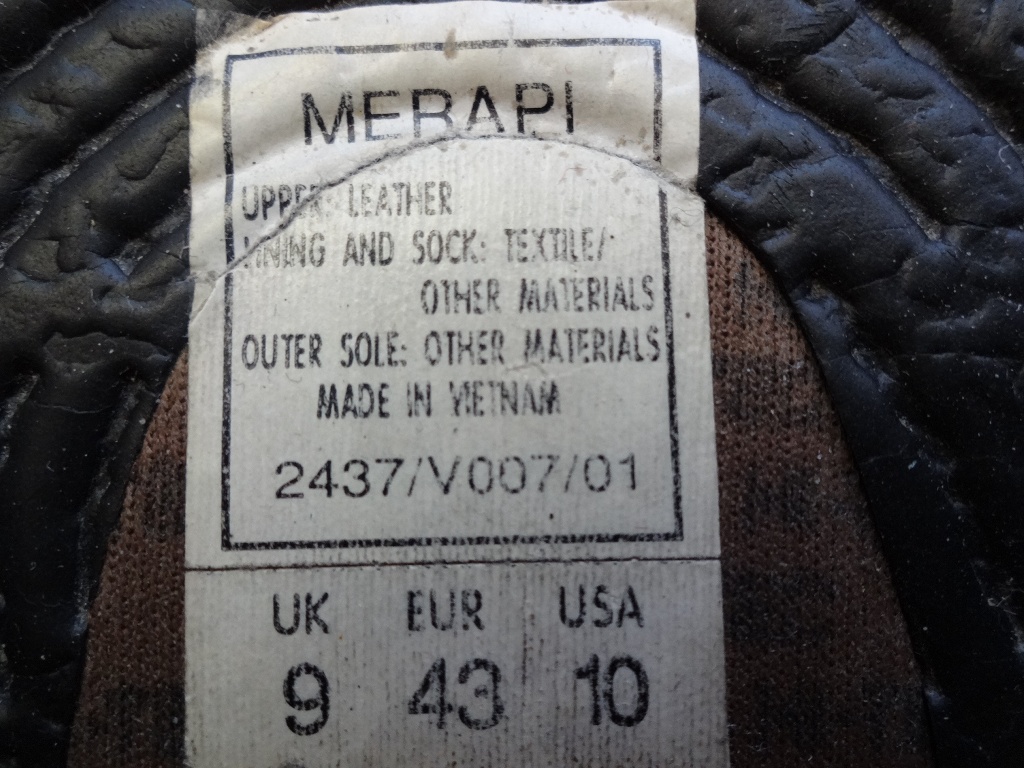 MERAPI
UPPER: LEATHER
LINING AND SOCK: TEXTILE/
OTHER MATERIALS
OUTER SOLE: OTHER MATERIALS
MADE IN VIETNAM
2437/V007/01
UK EUR USA
9 43 10